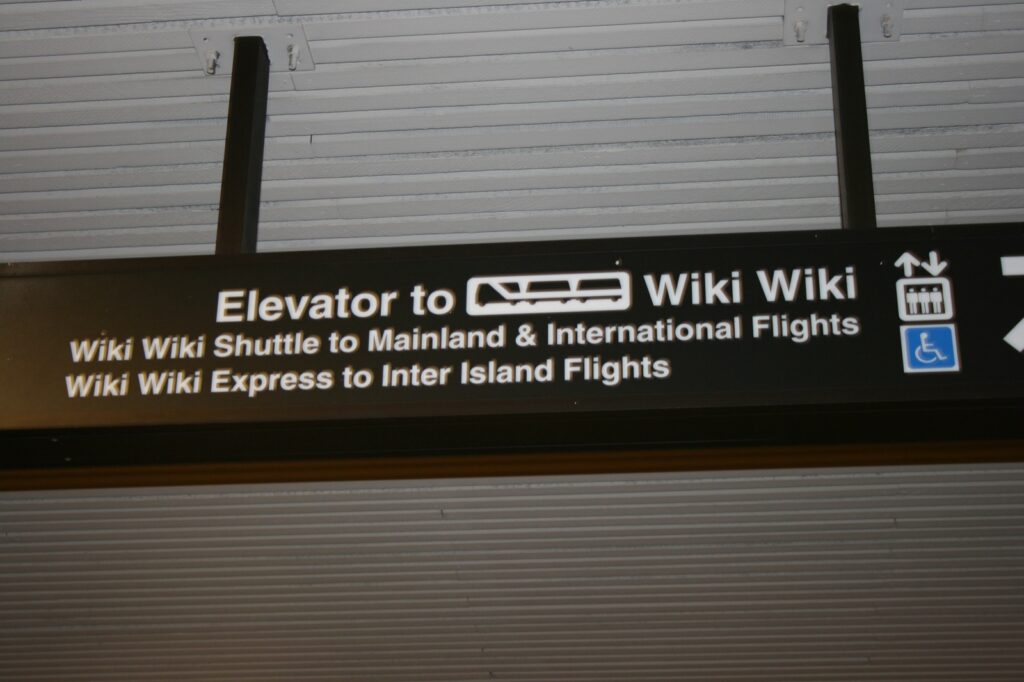 Elevator to Wiki Wiki
Wiki Wiki Shuttle to Mainland & International Flights
Wiki Wiki Express to Inter Island Flights